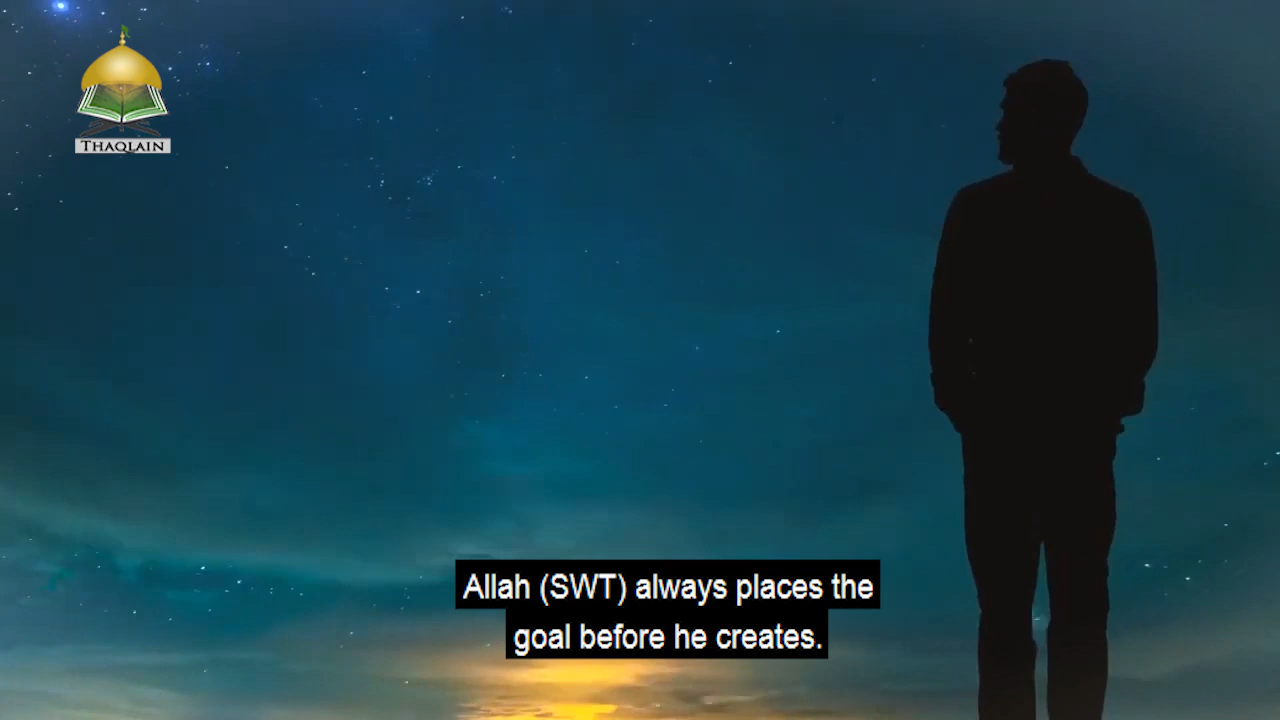 THAQLAIN
Allah (SWT) always places the
goal before he creates.